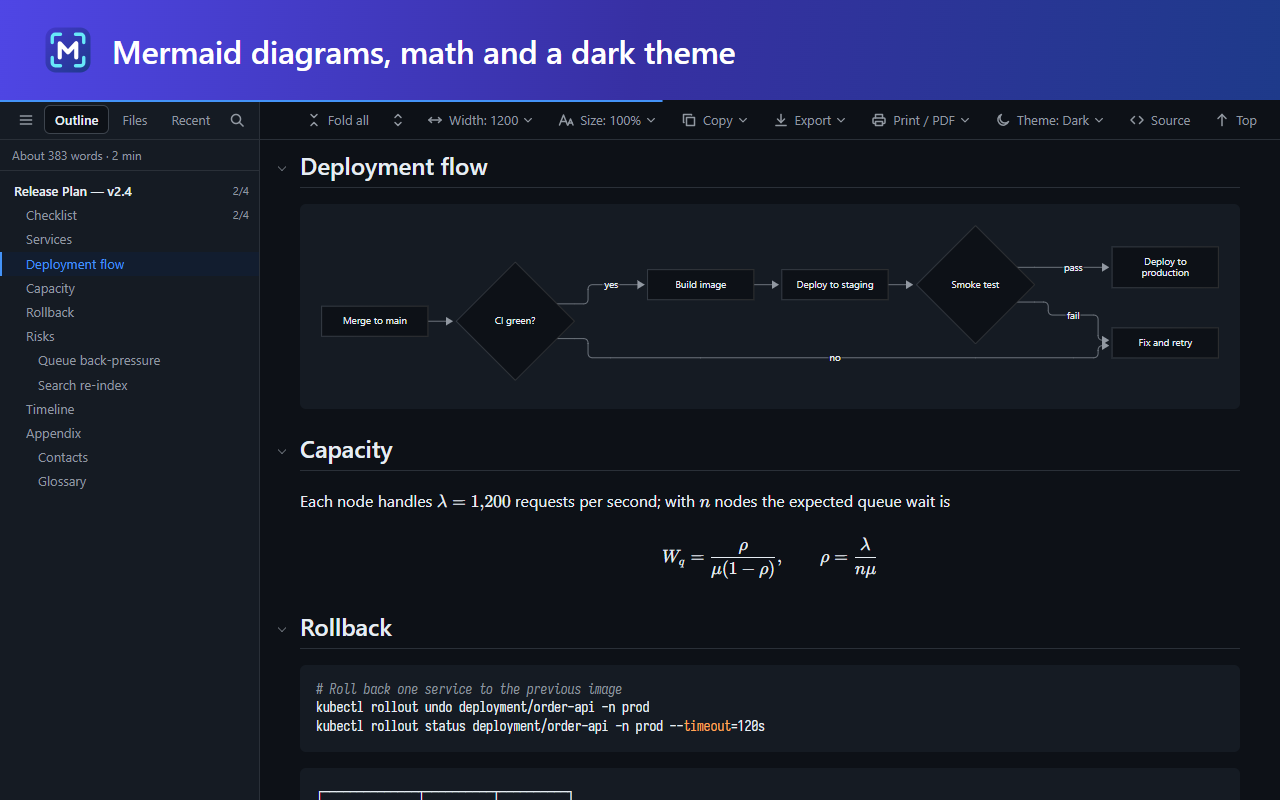 M
Mermaid diagrams, math and a dark theme
Outline Files Recent
Fold all Width: 1200 Size: 100% Copy Export Print / PDF Theme: Dark Source Top
About 383 words · 2 min
Release Plan — v2.4 2/4
Checklist 2/4
Services
Deployment flow
Capacity
Rollback
Risks
Queue back-pressure
Search re-index
Timeline
Appendix
Contacts
Glossary
Deployment flow
Merge to main
CI green?
yes
Build image
Deploy to staging
Smoke test
pass
Deploy to
production
fail
Fix and retry
no
Capacity
Each node handles λ = 1,200 requests per second; with n nodes the expected queue wait is
W_q = ρ / μ(1 − ρ), ρ = λ / nμ
Rollback
# Roll back one service to the previous image
kubectl rollout undo deployment/order-api -n prod
kubectl rollout status deployment/order-api -n prod --timeout=120s